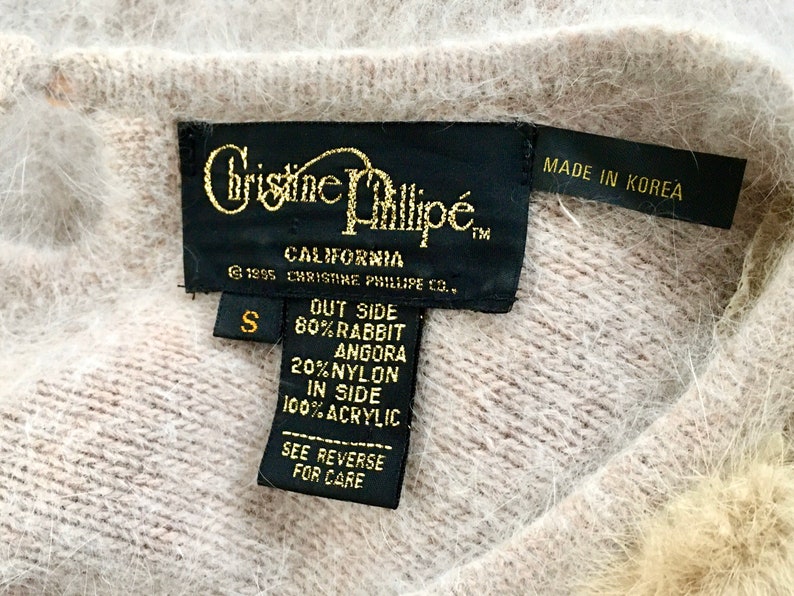 Christine Phillipé™
CALIFORNIA
© 1995 CHRISTINE PHILLIPE CO.,
MADE IN KOREA
S
OUT SIDE
80% RABBIT
ANGORA
20% NYLON
IN SIDE
100% ACRYLIC
SEE REVERSE
FOR CARE